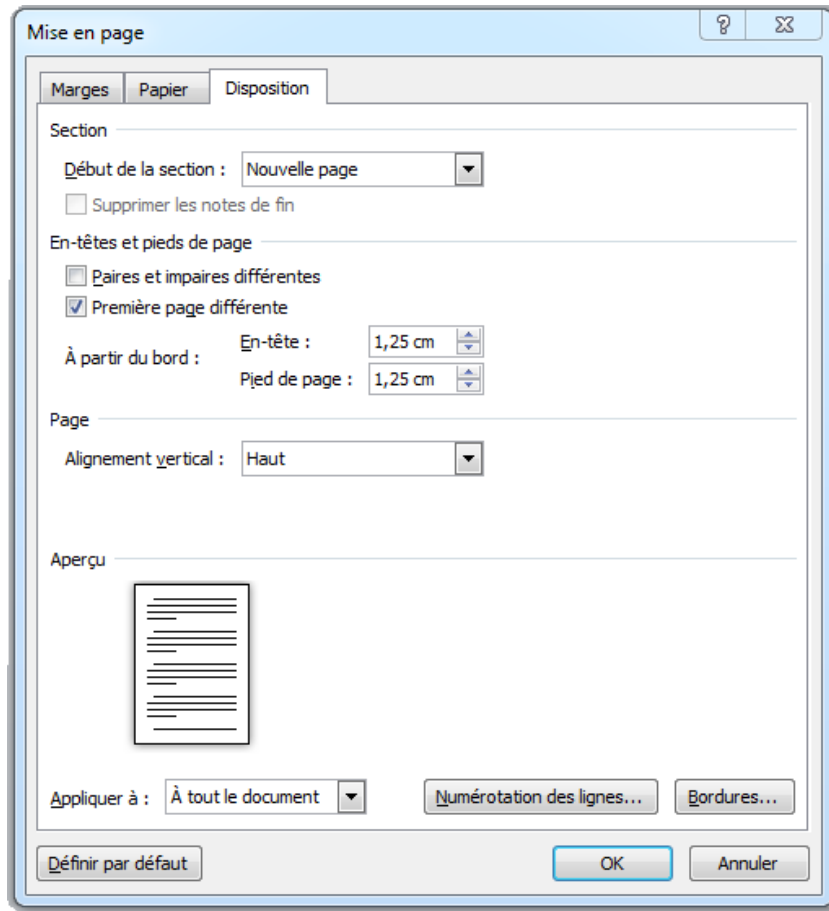 Mise en page
Marges Papier Disposition
Section
Début de la section : Nouvelle page
Supprimer les notes de fin
En-têtes et pieds de page
Paires et impaires différentes
Première page différente
À partir du bord :
En-tête : 1,25 cm
Pied de page : 1,25 cm
Page
Alignement vertical : Haut
Aperçu
Appliquer à : À tout le document Numérotation des lignes... Bordures...
Définir par défaut OK Annuler